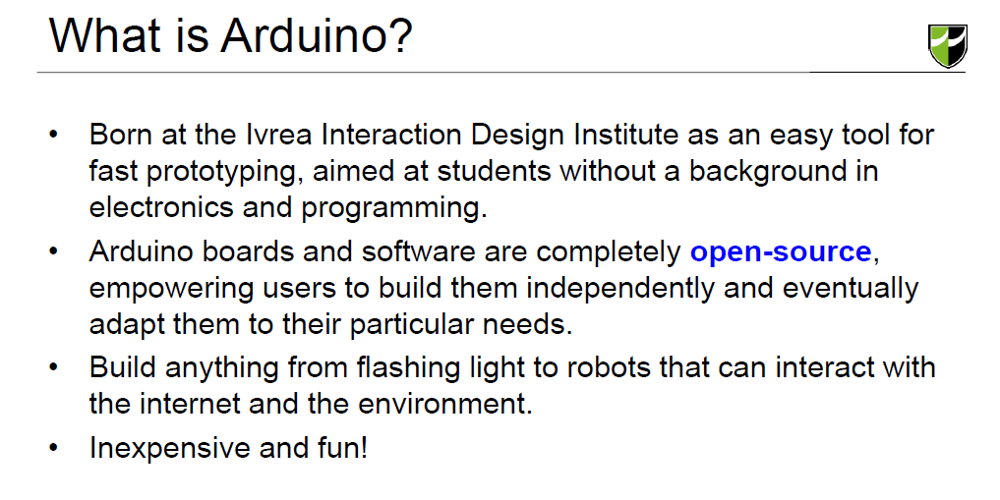 What is Arduino?
• Born at the Ivrea Interaction Design Institute as an easy tool for
fast prototyping, aimed at students without a background in
electronics and programming.
• Arduino boards and software are completely open-source,
empowering users to build them independently and eventually
adapt them to their particular needs.
• Build anything from flashing light to robots that can interact with
the internet and the environment.
• Inexpensive and fun!